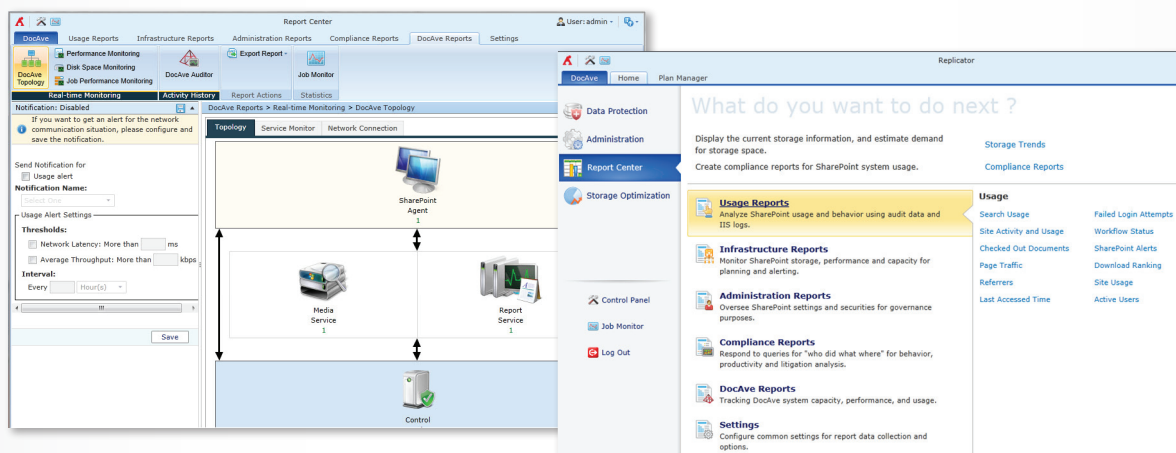 Report Center
User: admin
DocAve
Usage Reports
Infrastructure Reports
Administration Reports
Compliance Reports
DocAve Reports
Settings
DocAve
Topology
Performance Monitoring
Disk Space Monitoring
Job Performance Monitoring
Real-time Monitoring
DocAve
Auditor
Activity History
Export Report
Report Actions
Job Monitor
Statistics
Notification: Disabled
If you want to get an alert for the network
communication situation, please configure and
save the notification.
Send Notification for
Usage alert
Notification Name:
Select One
Usage Alert Settings
Thresholds:
Network Latency: More than ms
Average Throughput: More than kbps
Interval:
Every Hour(s)
Save
DocAve Reports > Real-time Monitoring > DocAve Topology
Topology
Service Monitor
Network Connection
SharePoint
Agent
1
Media
Service
1
Report
Service
1
Control
Replicator
DocAve
Home
Plan Manager
Data Protection
Administration
Report Center
Storage Optimization
Control Panel
Job Monitor
Log Out
What do you want to do next ?
Display the current storage information, and estimate demand
for storage space.
Storage Trends
Create compliance reports for SharePoint system usage.
Compliance Reports
Usage Reports
Analyze SharePoint usage and behavior using audit data and
IIS logs.
Infrastructure Reports
Monitor SharePoint storage, performance and capacity for
planning and alerting.
Administration Reports
Oversee SharePoint settings and securities for governance
purposes.
Compliance Reports
Respond to queries for "who did what where" for behavior,
productivity and litigation analysis.
DocAve Reports
Tracking DocAve system capacity, performance, and usage.
Settings
Configure common settings for report data collection and
options.
Usage
Search Usage
Failed Login Attempts
Site Activity and Usage
Workflow Status
Checked Out Documents
SharePoint Alerts
Page Traffic
Download Ranking
Referrers
Site Usage
Last Accessed Time
Active Users